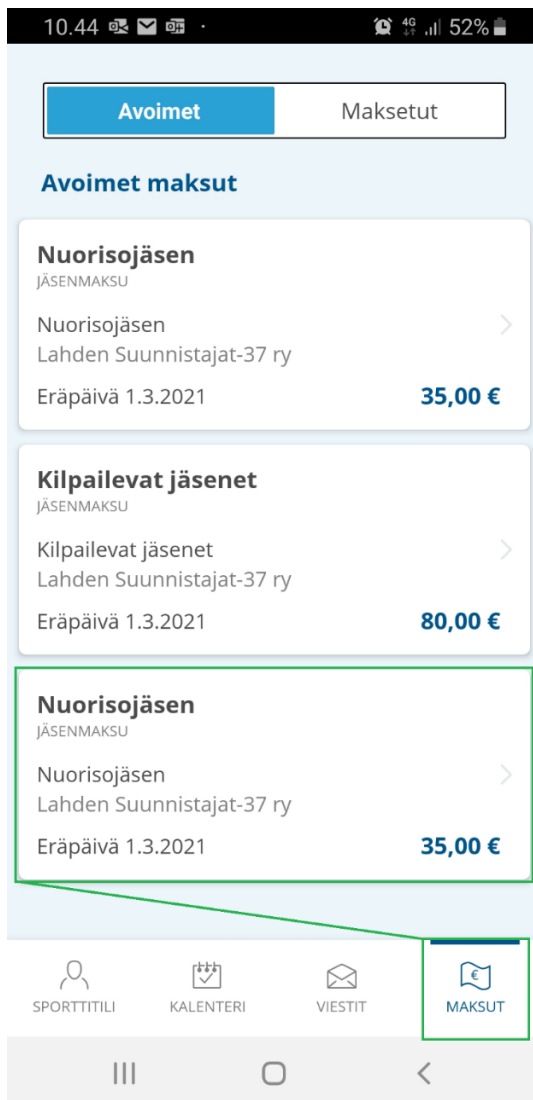 10.44 52%
4G
Avoimet Maksetut
Avoimet maksut
Nuorisojäsen
JÄSENMAKSU
Nuorisojäsen
Lahden Suunnistajat-37 ry
Eräpäivä 1.3.2021 35,00 €
Kilpailevat jäsenet
JÄSENMAKSU
Kilpailevat jäsenet
Lahden Suunnistajat-37 ry
Eräpäivä 1.3.2021 80,00 €
Nuorisojäsen
JÄSENMAKSU
Nuorisojäsen
Lahden Suunnistajat-37 ry
Eräpäivä 1.3.2021 35,00 €
SPORTTITILI KALENTERI VIESTIT MAKSUT